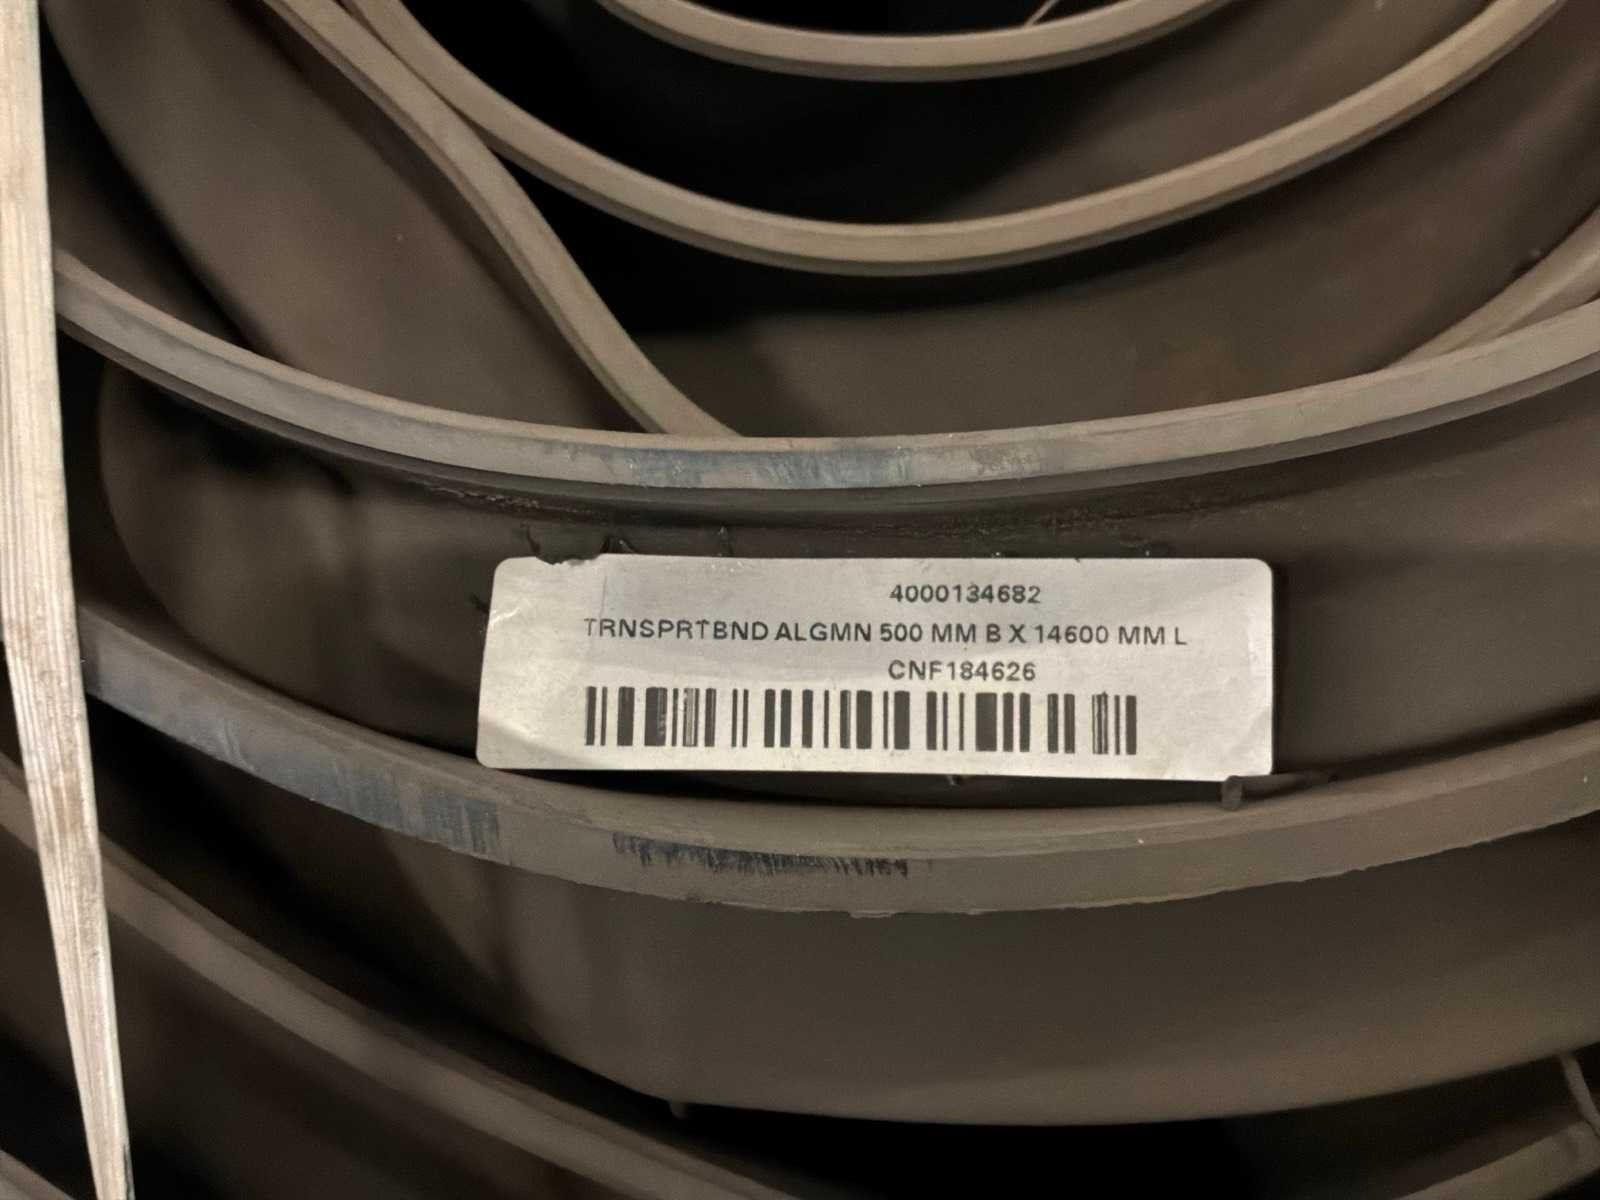 4000134682
TRNSPRTBND ALGMN 500 MM B X 14600 MM L
CNF184626